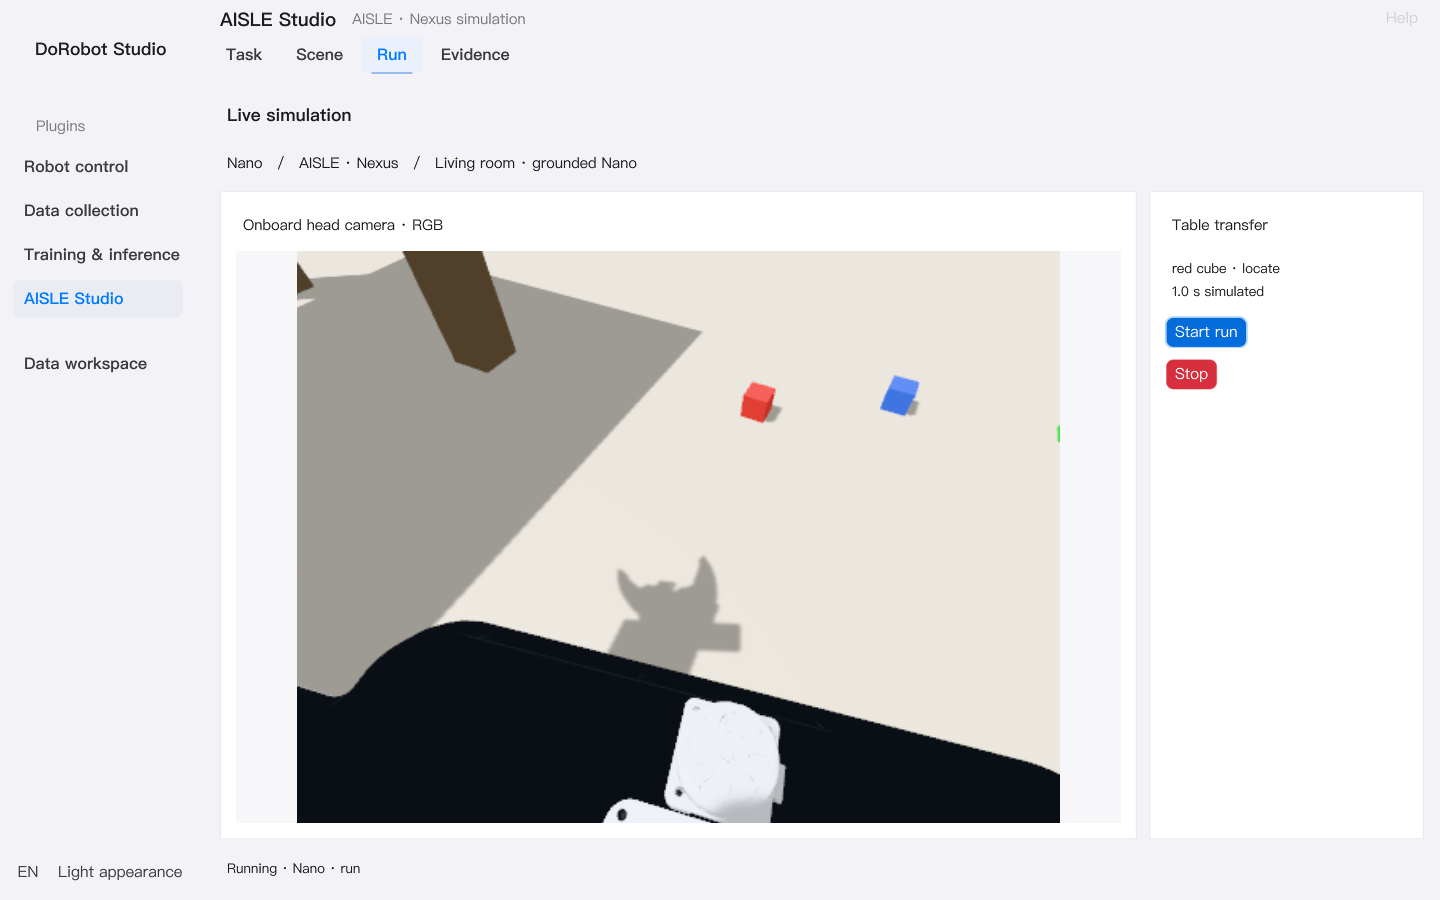 DoRobot Studio
AISLE Studio
AISLE · Nexus simulation
Help
Task
Scene
Run
Evidence
Plugins
Robot control
Data collection
Training & inference
AISLE Studio
Data workspace
Live simulation
Nano / AISLE · Nexus / Living room · grounded Nano
Onboard head camera · RGB
Table transfer
red cube · locate
1.0 s simulated
Start run
Stop
EN
Light appearance
Running · Nano · run